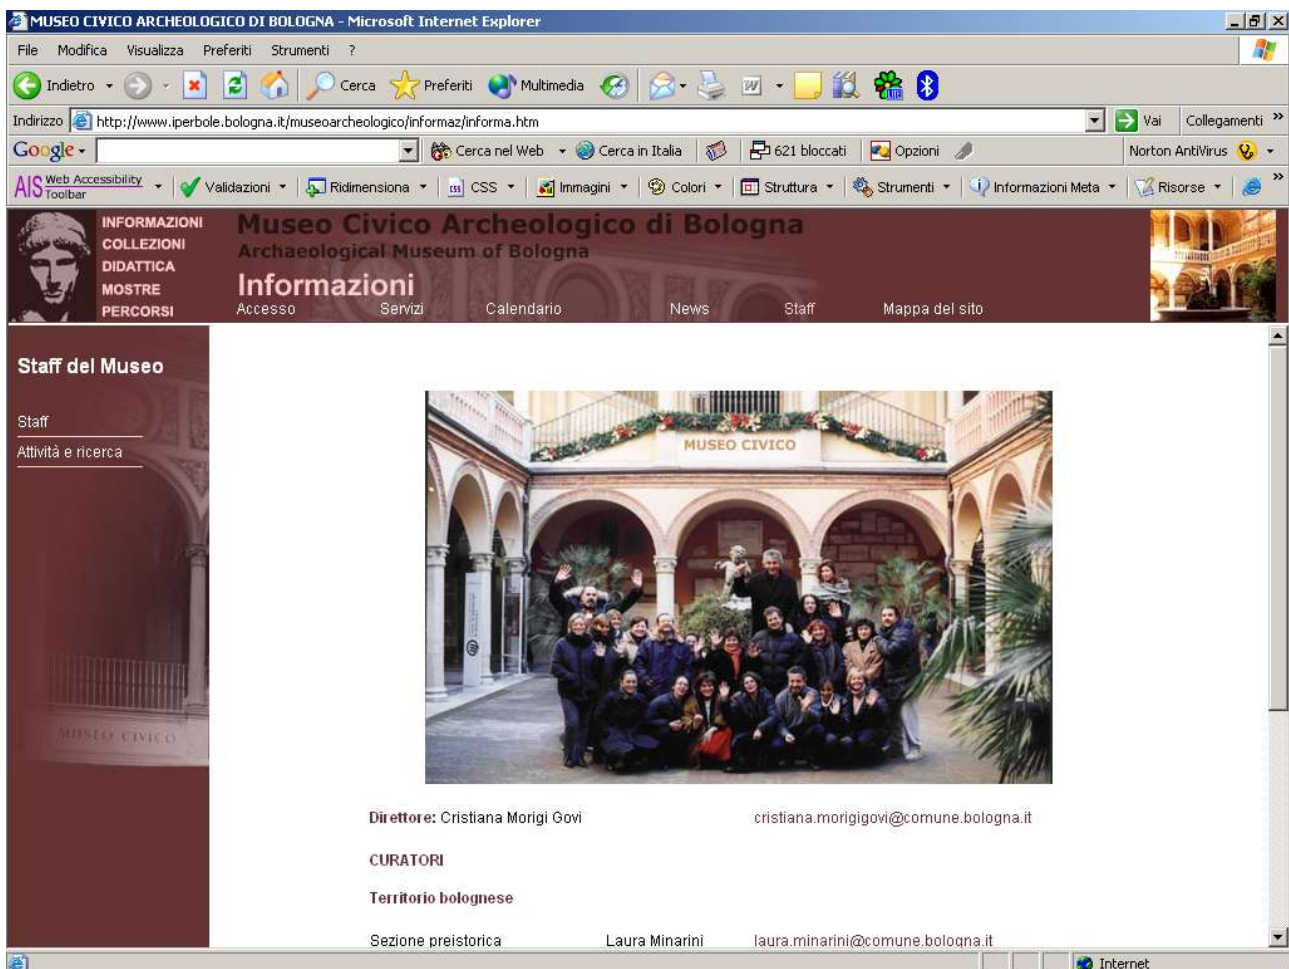 MUSEO CIVICO ARCHEOLOGICO DI BOLOGNA - Microsoft Internet Explorer
File Modifica Visualizza Preferiti Strumenti ?
Indietro Cerca Preferiti Multimedia
Indirizzo http://www.iperbole.bologna.it/museoarcheologico/informaz/informa.htm Vai Collegamenti »
Google Cerca nel Web Cerca in Italia 621 bloccati Opzioni Norton AntiVirus
AIS Web Accessibility Toolbar Validazioni Ridimensiona CSS Immagini Colori Struttura Strumenti Informazioni Meta Risorse »
INFORMAZIONI
COLLEZIONI
DIDATTICA
MOSTRE
PERCORSI
Museo Civico Archeologico di Bologna
Archaeological Museum of Bologna
Informazioni
Accesso Servizi Calendario News Staff Mappa del sito
Staff del Museo
Staff
Attività e ricerca
MUSEO CIVICO
MUSEO CIVICO
Direttore: Cristiana Morigi Govi cristiana.morigigovi@comune.bologna.it
CURATORI
Territorio bolognese
Sezione preistorica Laura Minarini laura.minarini@comune.bologna.it
Internet